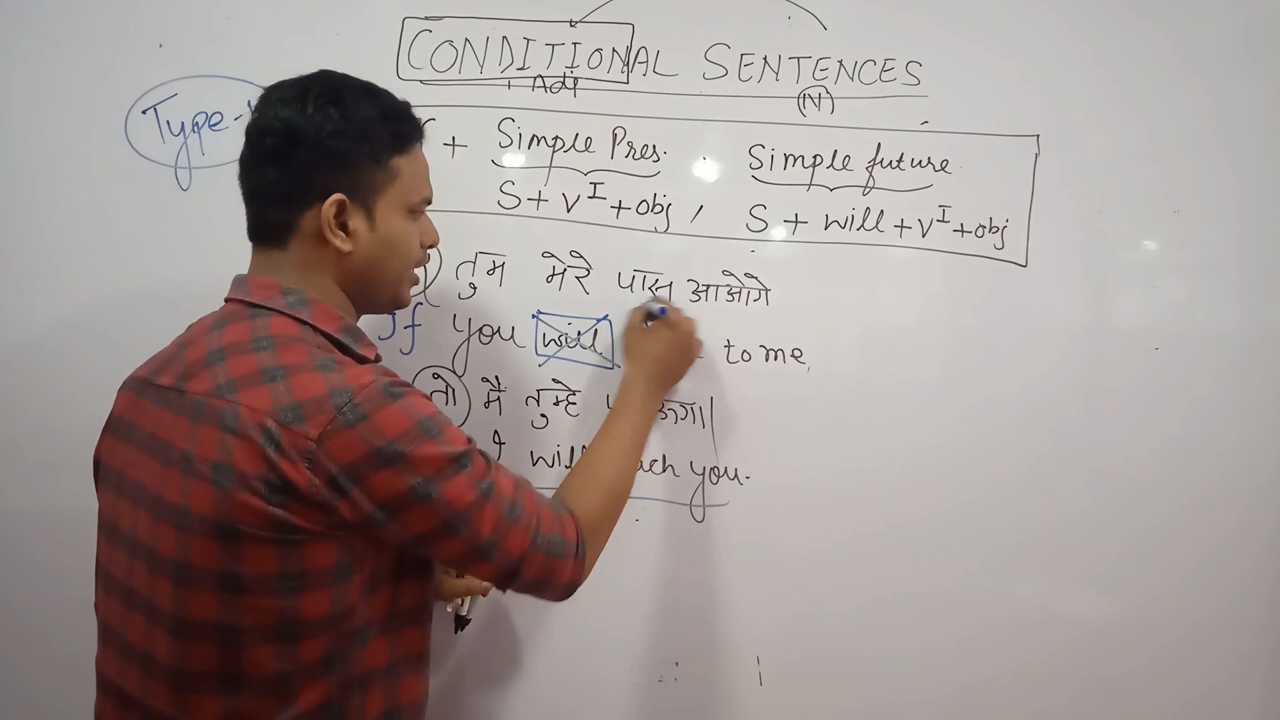 CONDITIONAL SENTENCES
Adj (N)
Type-
+ Simple Pres. , Simple future
S + V^I + obj , S + will + V^I + obj
तुम मेरे पास आओगे
If you will to me,
तो मैं तुम्हे
I will you.